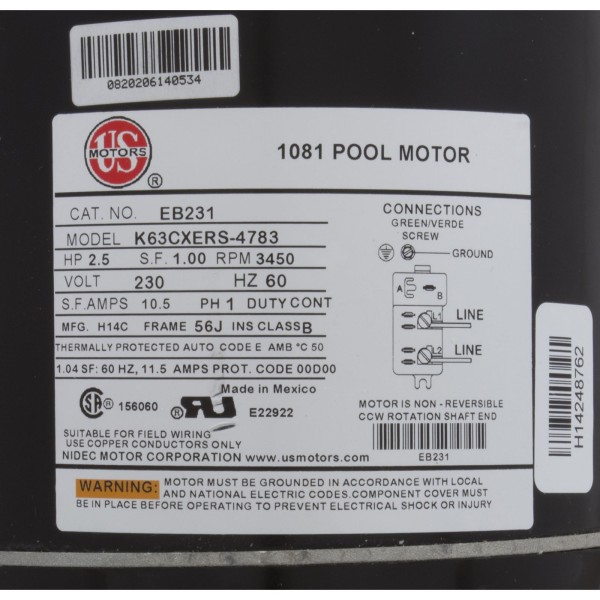 0820206140534
US
MOTORS
®
1081 POOL MOTOR
CAT. NO. EB231
MODEL K63CXERS-4783
HP 2.5 S.F. 1.00 RPM 3450
VOLT 230 HZ 60
S.F.AMPS 10.5 PH 1 DUTY CONT
MFG. H14C FRAME 56J INS CLASS B
THERMALLY PROTECTED AUTO CODE E AMB °C 50
1.04 SF: 60 HZ, 11.5 AMPS PROT. CODE 00D00
Made in Mexico
SA ® 156060 RU ® E22922
SUITABLE FOR FIELD WIRING
USE COPPER CONDUCTORS ONLY
NIDEC MOTOR CORPORATION www.usmotors.com
CONNECTIONS
GREEN/VERDE
SCREW
GROUND
A B
L1 LINE
L2 LINE
MOTOR IS NON - REVERSIBLE
CCW ROTATION SHAFT END
EB231
WARNING: MOTOR MUST BE GROUNDED IN ACCORDANCE WITH LOCAL
AND NATIONAL ELECTRIC CODES.COMPONENT COVER MUST
BE IN PLACE BEFORE OPERATING TO PREVENT ELECTRICAL SHOCK OR INJURY
H14248762